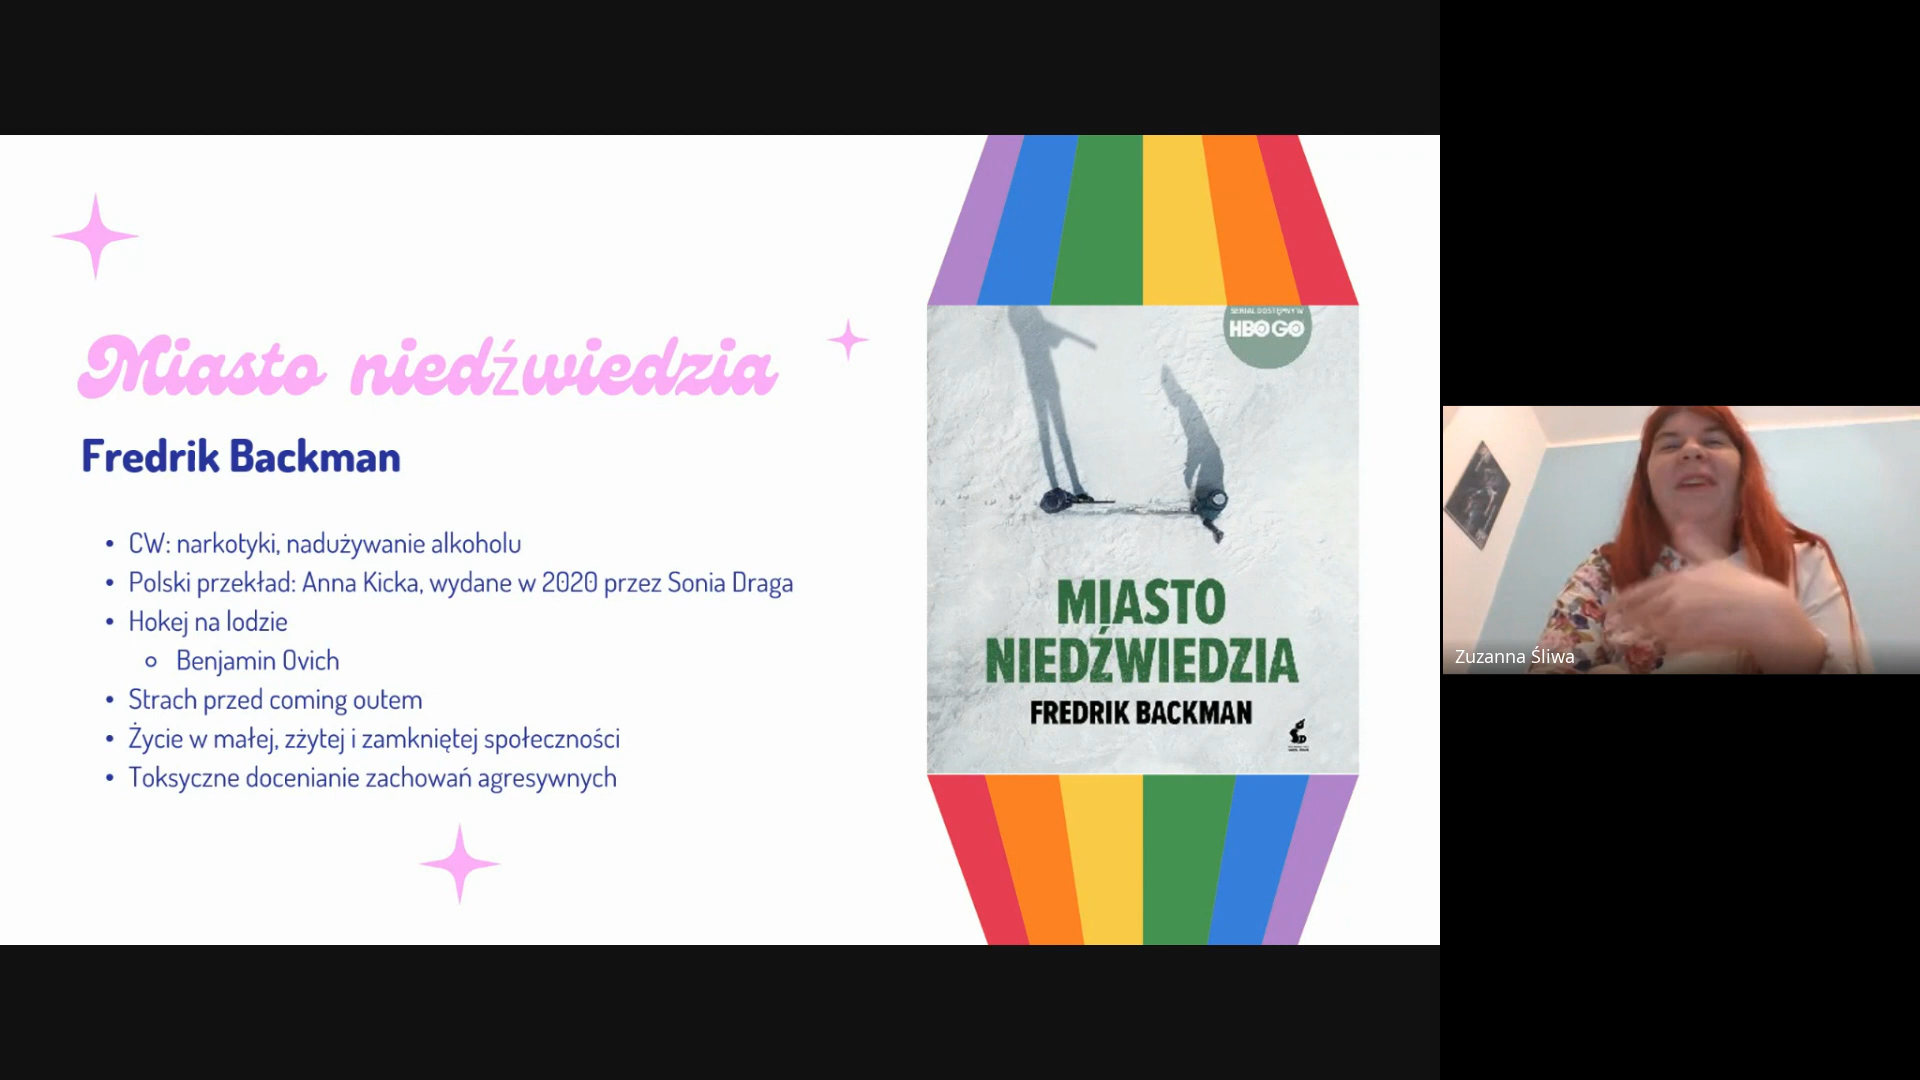 Miasto niedźwiedzia
Fredrik Backman
CW: narkotyki, nadużywanie alkoholu
Polski przekład: Anna Kicka, wydane w 2020 przez Sonia Draga
Hokej na lodzie
Benjamin Ovich
Strach przed coming outem
Życie w małej, zżytej i zamkniętej społeczności
Toksyczne docenianie zachowań agresywnych
SERIAL DOSTĘPNY W
HBO GO
MIASTO
NIEDŹWIEDZIA
FREDRIK BACKMAN
Zuzanna Śliwa